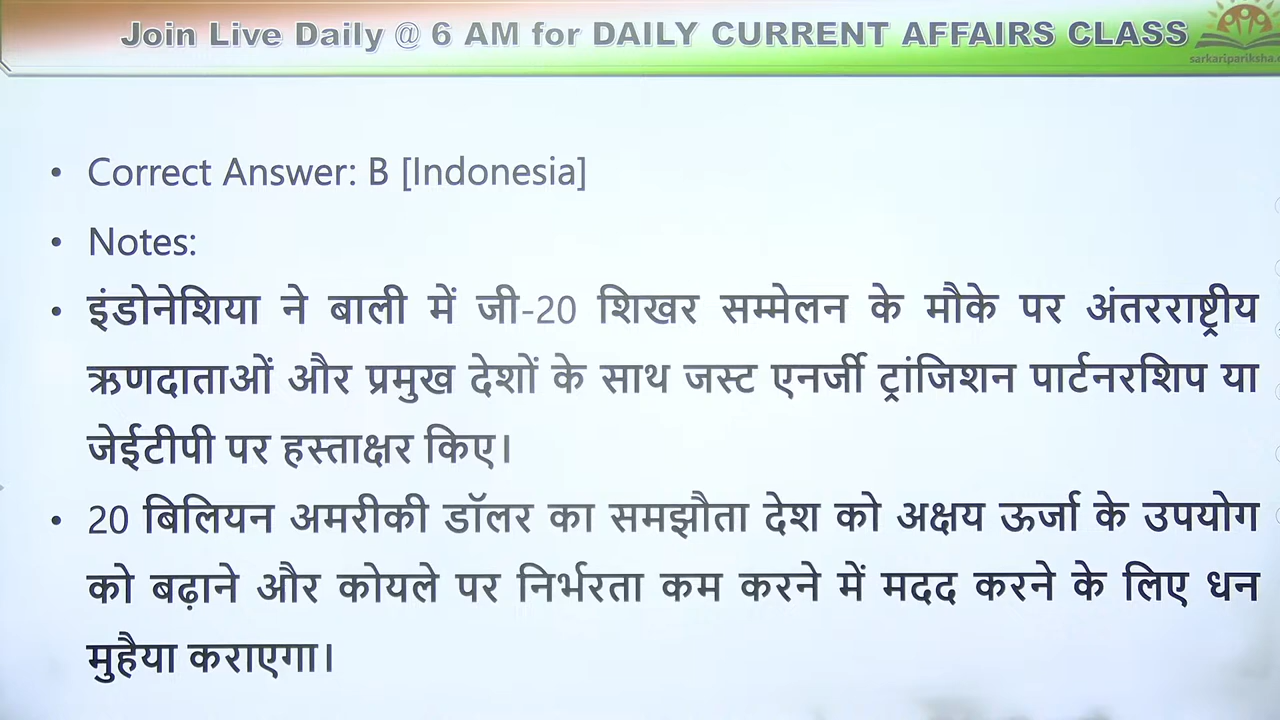 Join Live Daily @ 6 AM for DAILY CURRENT AFFAIRS CLASS
• Correct Answer: B [Indonesia]
• Notes:
• इंडोनेशिया ने बाली में जी-20 शिखर सम्मेलन के मौके पर अंतरराष्ट्रीय
ऋणदाताओं और प्रमुख देशों के साथ जस्ट एनर्जी ट्रांजिशन पार्टनरशिप या
जेईटीपी पर हस्ताक्षर किए।
• 20 बिलियन अमरीकी डॉलर का समझौता देश को अक्षय ऊर्जा के उपयोग
को बढ़ाने और कोयले पर निर्भरता कम करने में मदद करने के लिए धन
मुहैया कराएगा।